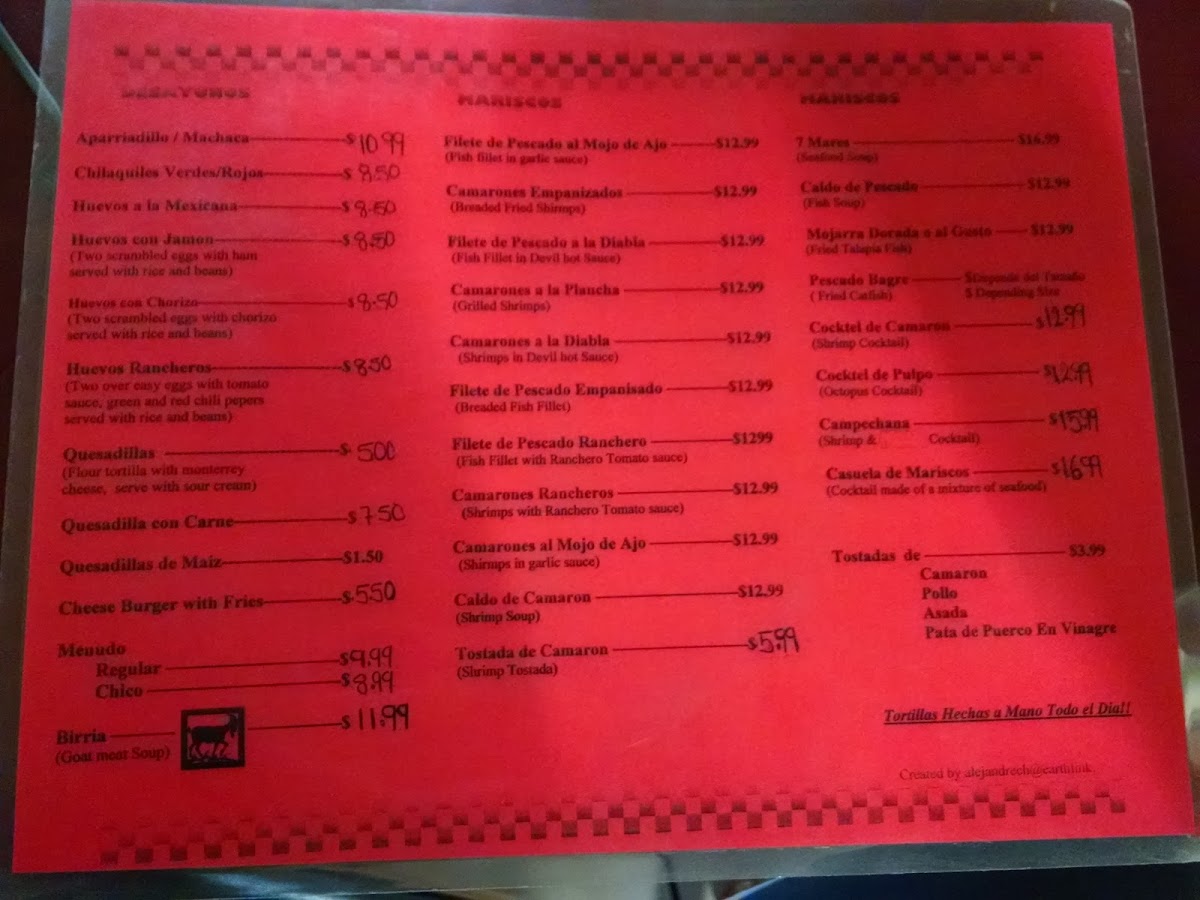 DESAYUNOS
Aparriadillo / Machaca $10.99
Chilaquiles Verdes/Rojos $8.50
Huevos a la Mexicana $8.50
Huevos con Jamon $8.50
(Two scrambled eggs with ham
served with rice and beans)
Huevos con Chorizo $8.50
(Two scrambled eggs with chorizo
served with rice and beans)
Huevos Rancheros $8.50
(Two over easy eggs with tomato
sauce, green and red chili pepers
served with rice and beans)
Quesadillas $.500
(Flour tortilla with monterrey
cheese, serve with sour cream)
Quesadilla con Carne $750
Quesadillas de Maiz $1.50
Cheese Burger with Fries $.550
Menudo
Regular $9.99
Chico $8.99
Birria $11.99
(Goat meat Soup)
MARISCOS
Filete de Pescado al Mojo de Ajo $12.99
(Fish fillet in garlic sauce)
Camarones Empanizados $12.99
(Breaded Fried Shirmps)
Filete de Pescado a la Diabla $12.99
(Fish Fillet in Devil hot Sauce)
Camarones a la Plancha $12.99
(Grilled Shrimps)
Camarones a la Diabla $12.99
(Shrimps in Devil hot Sauce)
Filete de Pescado Empanisado $12.99
(Breaded Fish Fillet)
Filete de Pescado Ranchero $1299
(Fish Fillet with Ranchero Tomato sauce)
Camarones Rancheros $12.99
(Shrimps with Ranchero Tomato sauce)
Camarones al Mojo de Ajo $12.99
(Shirmps in garlic sauce)
Caldo de Camaron $12.99
(Shrimp Soup)
Tostada de Camaron $5.99
(Shrimp Tostada)
MARISCOS
7 Mares $16.99
(Seafood Soup)
Caldo de Pescado $12.99
(Fish Soup)
Mojarra Dorada o al Gusto $12.99
(Fried Talapia Fish)
Pescado Bagre $Depende del Tamaño
( Fried Catfish) $ Depending Size
Cocktel de Camaron $12.99
(Shrimp Cocktail)
Cocktel de Pulpo $12.99
(Octopus Cocktail)
Campechana $15.99
(Shrimp & Cocktail)
Casuela de Mariscos $16.99
(Cocktail made of a mixture of seafood)
Tostadas de $3.99
Camaron
Pollo
Asada
Pata de Puerco En Vinagre
Tortillas Hechas a Mano Todo el Dia!!
Created by alejandrech@earthlink.